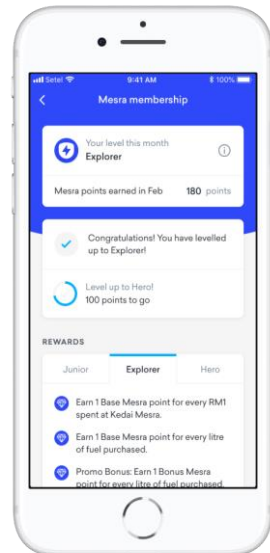 Setel 9:41 AM 100%
Mesra membership
Your level this month
Explorer
Mesra points earned in Feb 180 points
Congratulations! You have levelled
up to Explorer!
Level up to Hero!
100 points to go
REWARDS
Junior Explorer Hero
Earn 1 Base Mesra point for every RM1
spent at Kedai Mesra.
Earn 1 Base Mesra point for every litre
of fuel purchased.
Promo Bonus: Earn 1 Bonus Mesra
point for every litre of fuel purchased.